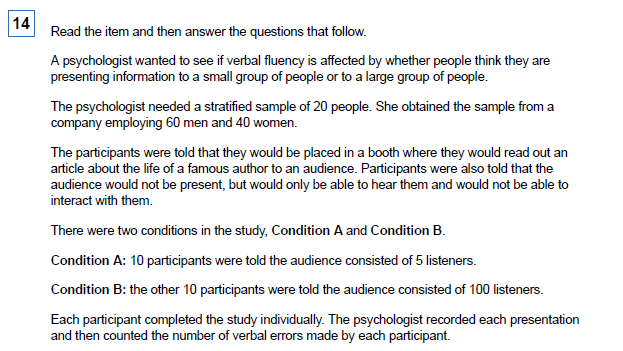 14
Read the item and then answer the questions that follow.
A psychologist wanted to see if verbal fluency is affected by whether people think they are
presenting information to a small group of people or to a large group of people.
The psychologist needed a stratified sample of 20 people. She obtained the sample from a
company employing 60 men and 40 women.
The participants were told that they would be placed in a booth where they would read out an
article about the life of a famous author to an audience. Participants were also told that the
audience would not be present, but would only be able to hear them and would not be able to
interact with them.
There were two conditions in the study, Condition A and Condition B.
Condition A: 10 participants were told the audience consisted of 5 listeners.
Condition B: the other 10 participants were told the audience consisted of 100 listeners.
Each participant completed the study individually. The psychologist recorded each presentation
and then counted the number of verbal errors made by each participant.